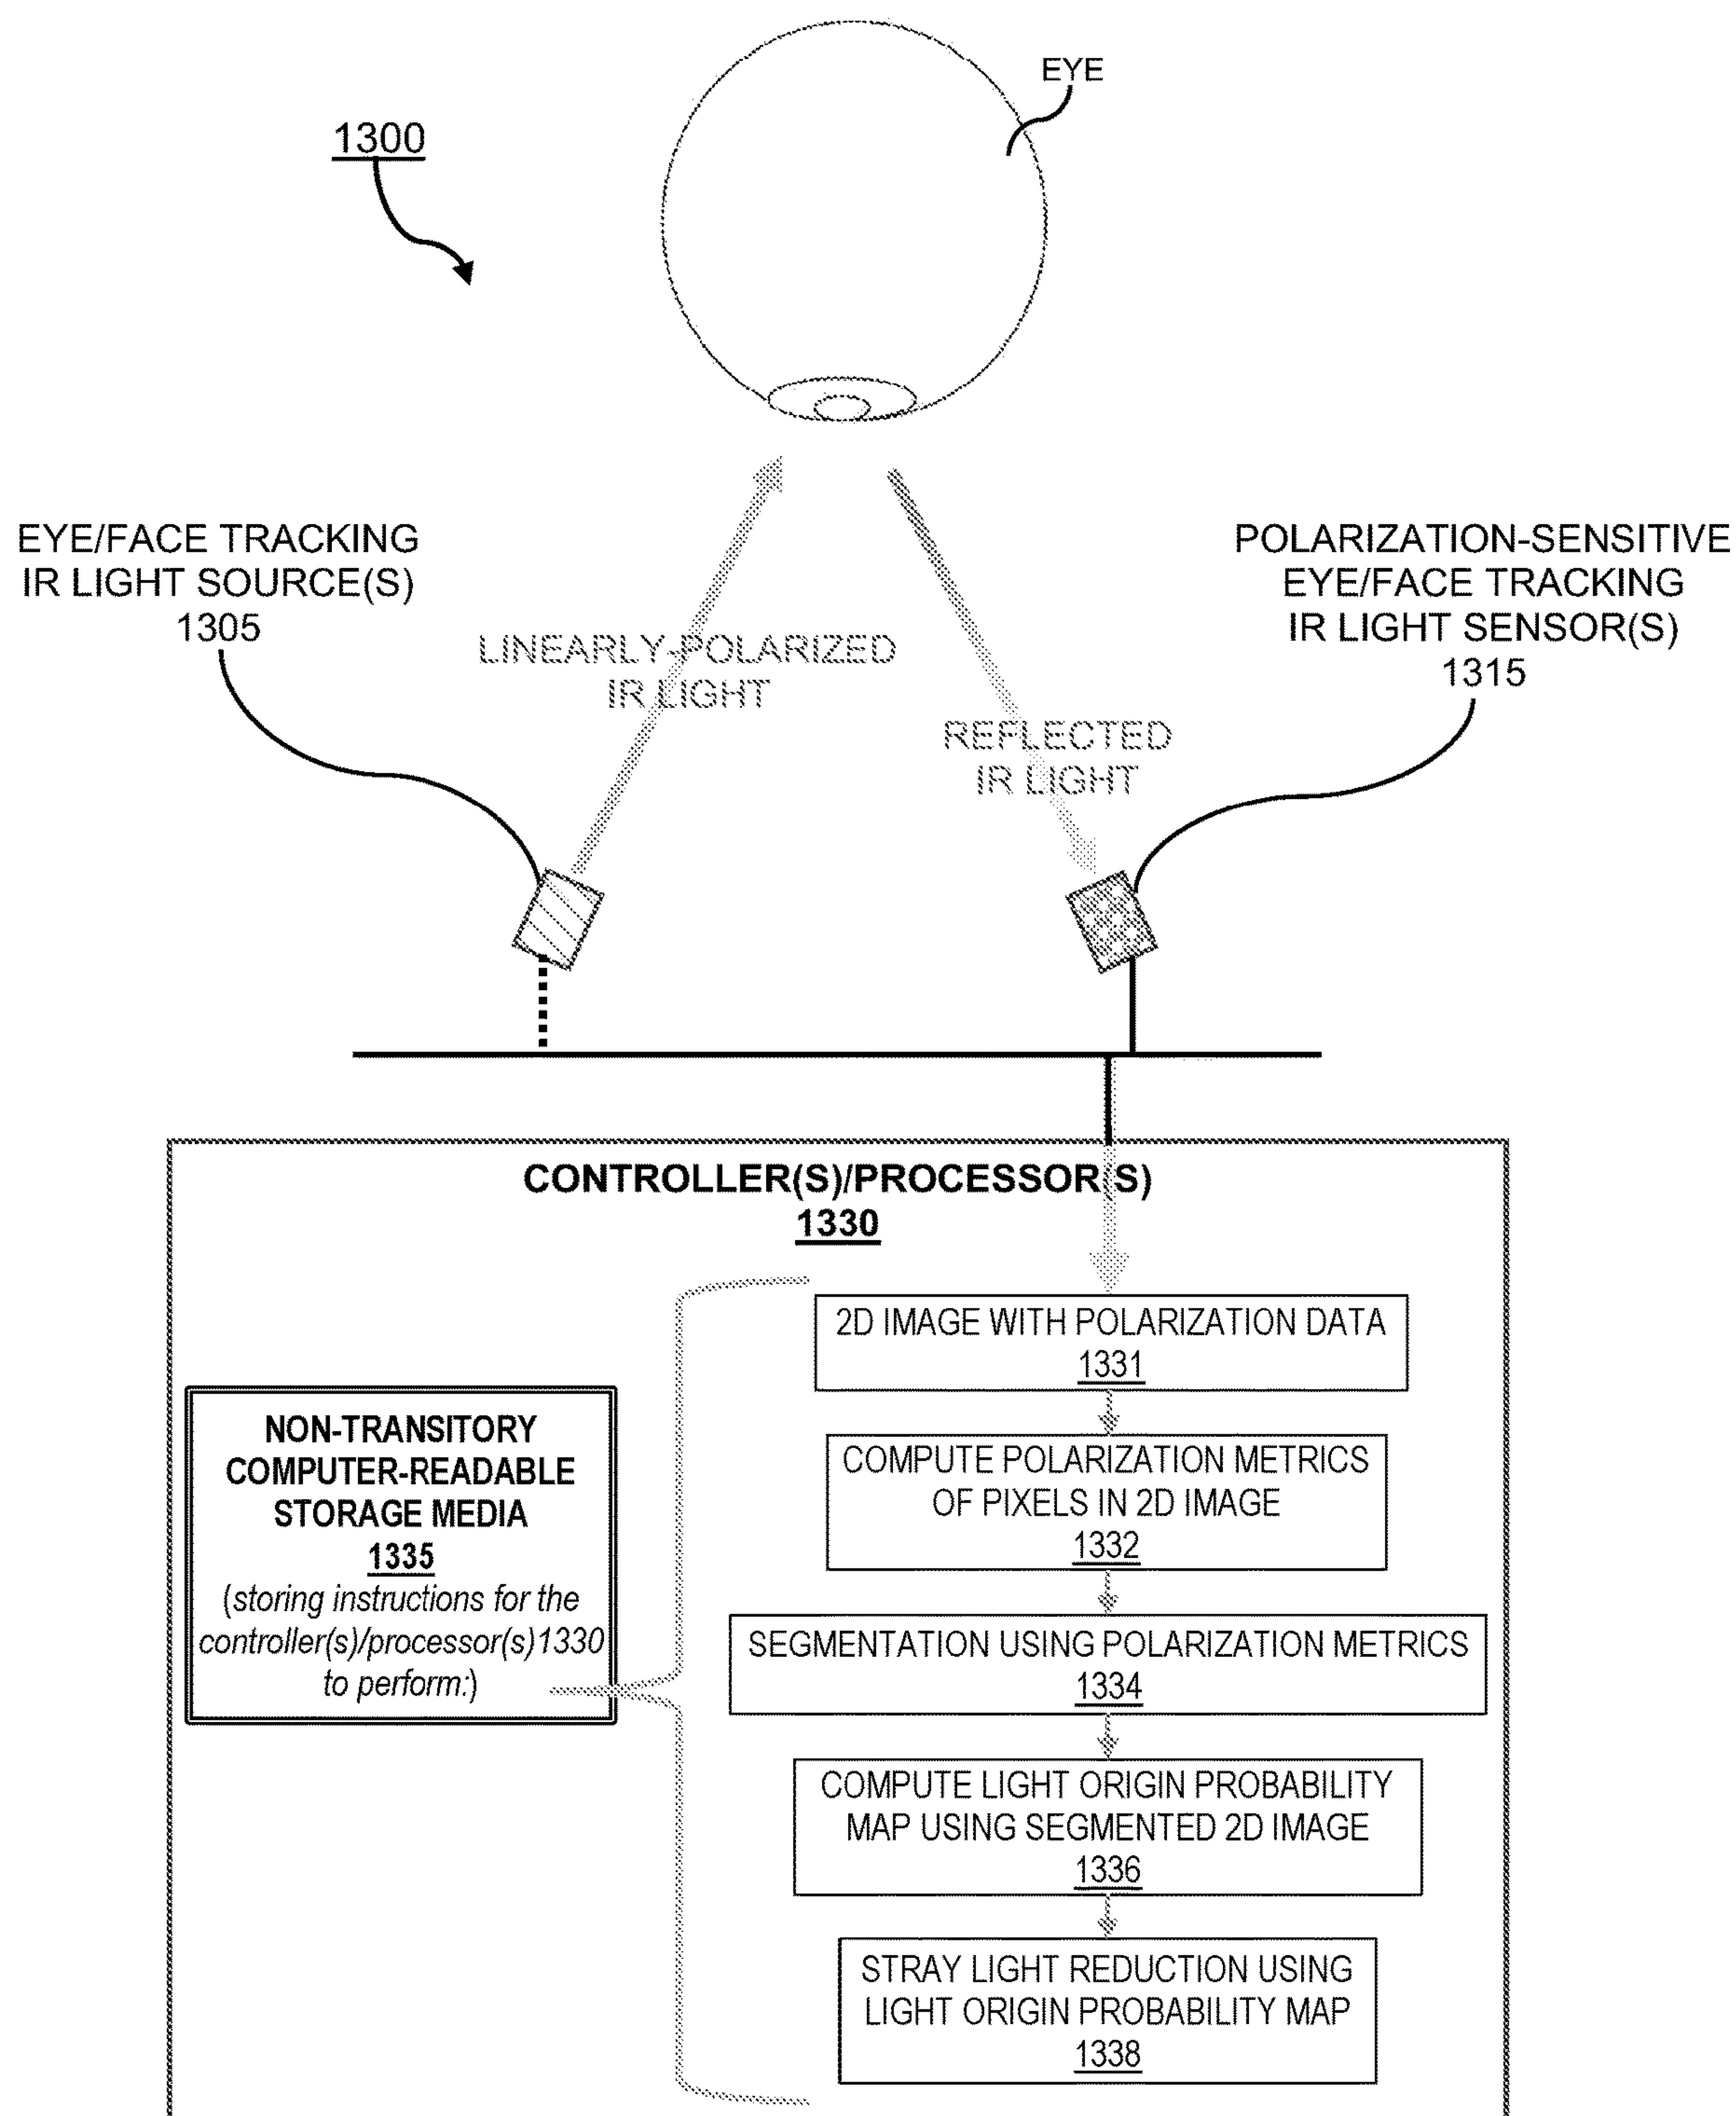 EYE
1300
EYE/FACE TRACKING
IR LIGHT SOURCE(S)
1305
POLARIZATION-SENSITIVE
EYE/FACE TRACKING
IR LIGHT SENSOR(S)
1315
LINEARLY-POLARIZED
IR LIGHT
REFLECTED
IR LIGHT
CONTROLLER(S)/PROCESSOR(S)
1330
2D IMAGE WITH POLARIZATION DATA
1331
COMPUTE POLARIZATION METRICS
OF PIXELS IN 2D IMAGE
1332
SEGMENTATION USING POLARIZATION METRICS
1334
COMPUTE LIGHT ORIGIN PROBABILITY
MAP USING SEGMENTED 2D IMAGE
1336
STRAY LIGHT REDUCTION USING
LIGHT ORIGIN PROBABILITY MAP
1338
NON-TRANSITORY
COMPUTER-READABLE
STORAGE MEDIA
1335
(storing instructions for the
controller(s)/processor(s)1330
to perform:)